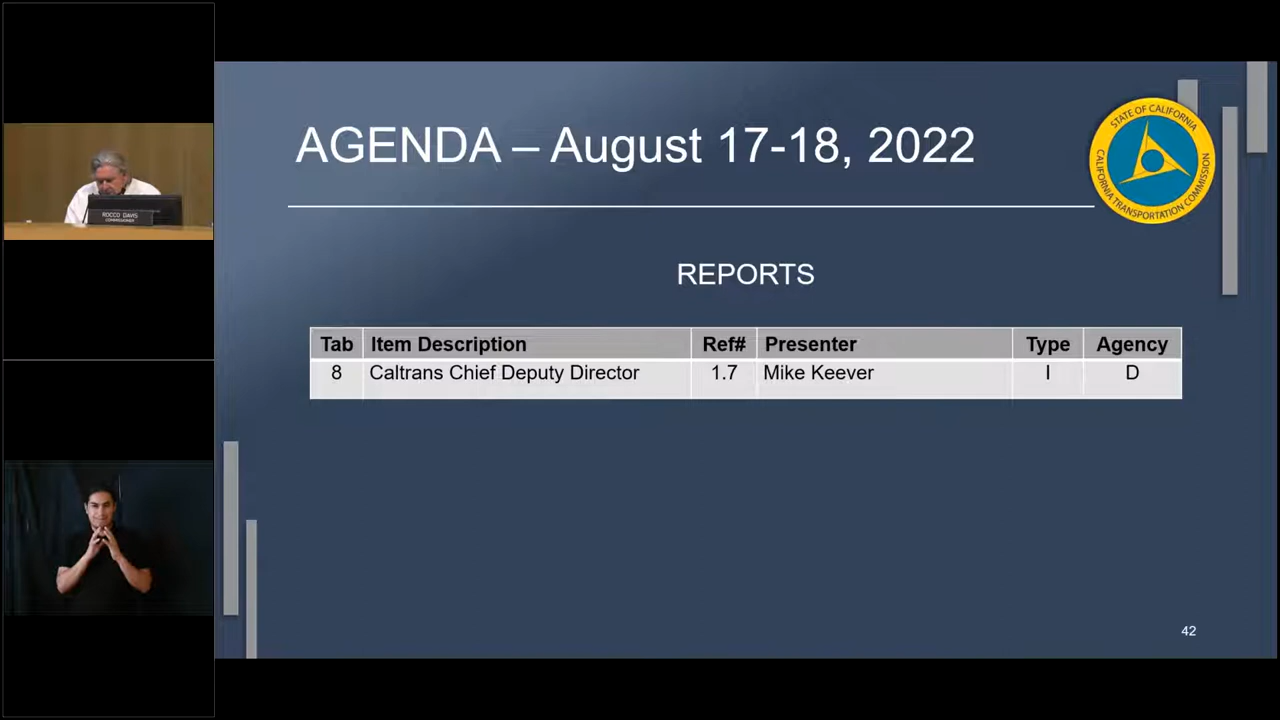 AGENDA – August 17-18, 2022
STATE OF CALIFORNIA
CALIFORNIA TRANSPORTATION COMMISSION
REPORTS
Tab Item Description Ref# Presenter Type Agency
8 Caltrans Chief Deputy Director 1.7 Mike Keever I D
ROCCO DAVIS
COMMISSIONER
42